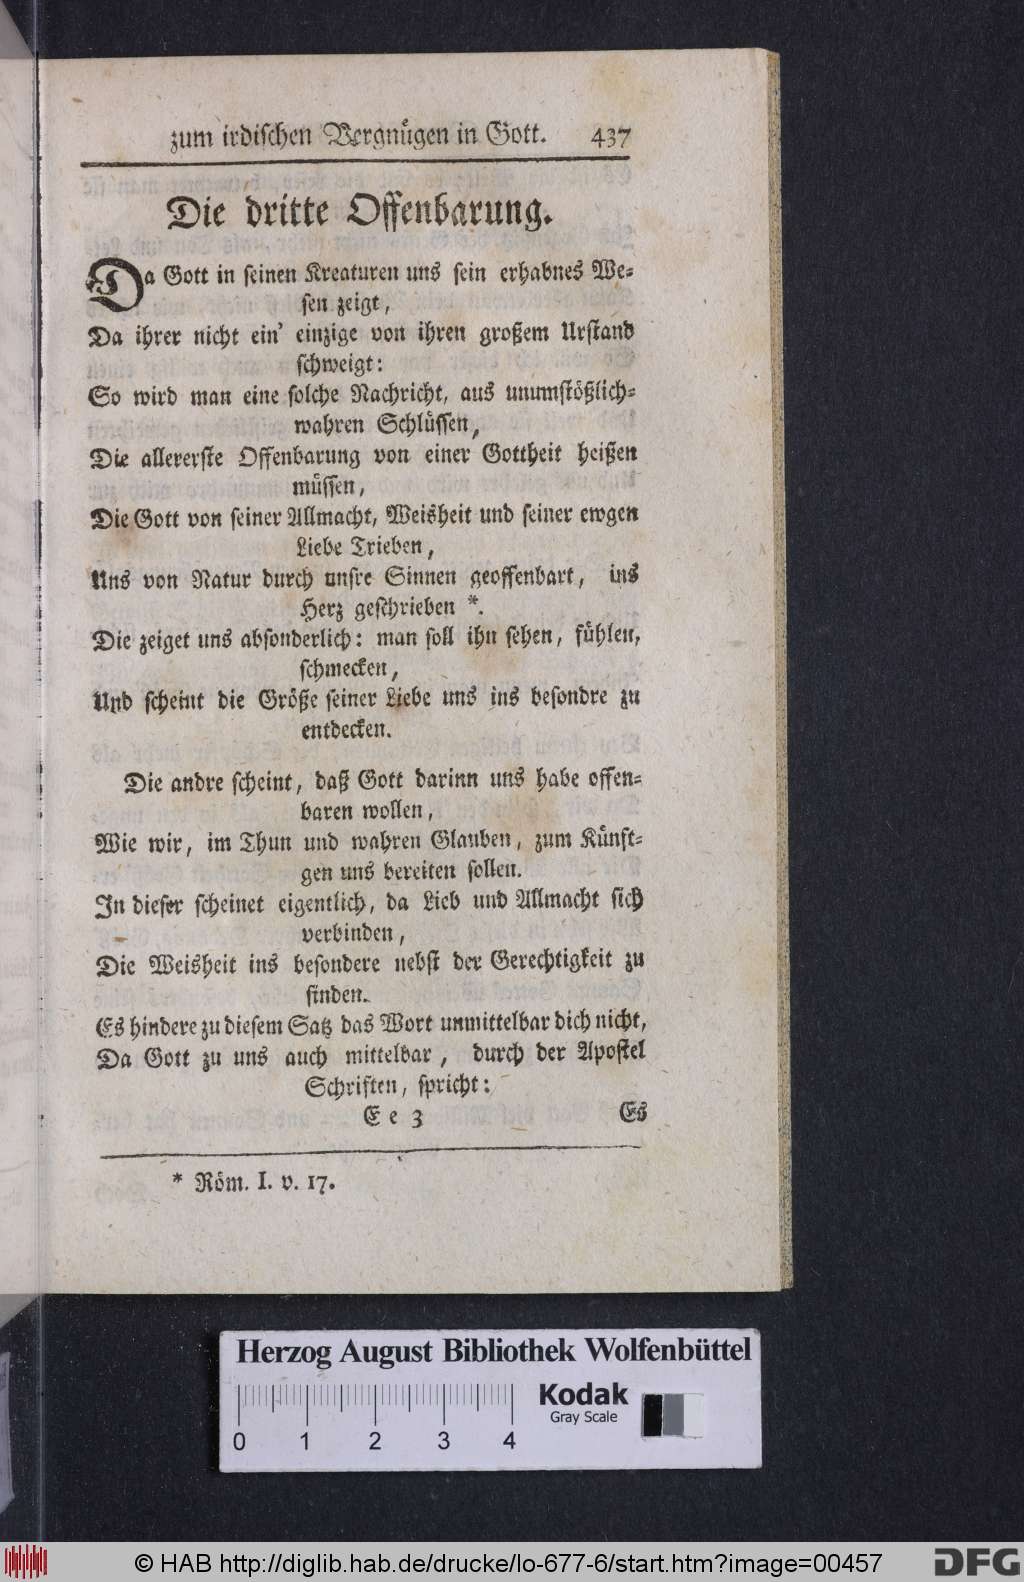 zum irdischen Vergnügen in Gott. 437
Die dritte Offenbarung.
Da Gott in seinen Kreaturen uns sein erhabnes We-
sen zeigt,
Da ihrer nicht ein' einzige von ihren großem Urstand
schweigt:
So wird man eine solche Nachricht, aus unumstößlich-
wahren Schlüssen,
Die allererste Offenbarung von einer Gottheit heißen
müssen,
Die Gott von seiner Allmacht, Weisheit und seiner ewgen
Liebe Trieben,
Uns von Natur durch unsre Sinnen geoffenbart, ins
Herz geschrieben *.
Die zeiget uns absonderlich: man soll ihn sehen, fühlen,
schmecken,
Und scheint die Größe seiner Liebe uns ins besondre zu
entdecken.
Die andre scheint, daß Gott darinn uns habe offen-
baren wollen,
Wie wir, im Thun und wahren Glauben, zum Künft-
gen uns bereiten sollen.
In dieser scheinet eigentlich, da Lieb und Allmacht sich
verbinden,
Die Weisheit ins besondere nebst der Gerechtigkeit zu
finden.
Es hindere zu diesem Satz das Wort unmittelbar dich nicht,
Da Gott zu uns auch mittelbar, durch der Apostel
Schriften, spricht:
E e 3 Es
* Röm. I. v. 17.
Herzog August Bibliothek Wolfenbüttel
Kodak
Gray Scale
0 1 2 3 4
© HAB http://diglib.hab.de/drucke/lo-677-6/start.htm?image=00457
DFG